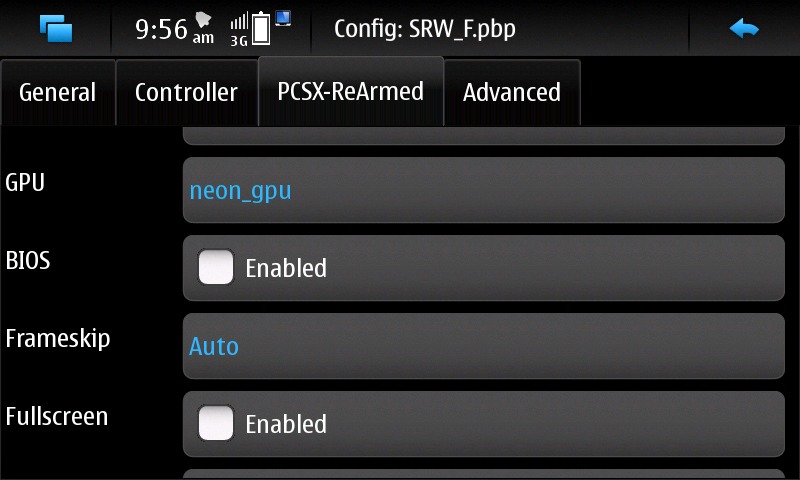 9:56 am 3G Config: SRW_F.pbp
General Controller PCSX-ReArmed Advanced
GPU neon_gpu
BIOS Enabled
Frameskip Auto
Fullscreen Enabled